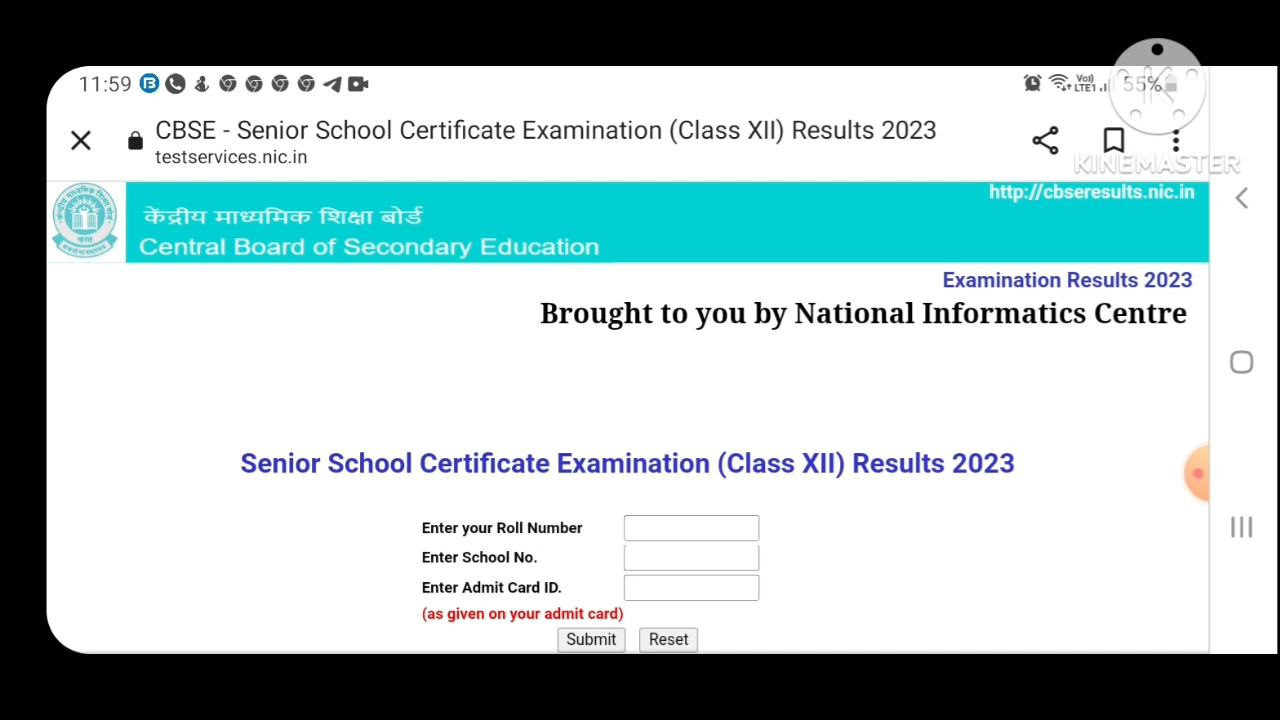 11:59
Vo)) LTE1 55%
CBSE - Senior School Certificate Examination (Class XII) Results 2023
testservices.nic.in
KINEMASTER
http://cbseresults.nic.in
केंद्रीय माध्यमिक शिक्षा बोर्ड
Central Board of Secondary Education
Examination Results 2023
Brought to you by National Informatics Centre
Senior School Certificate Examination (Class XII) Results 2023
Enter your Roll Number
Enter School No.
Enter Admit Card ID.
(as given on your admit card)
Submit Reset